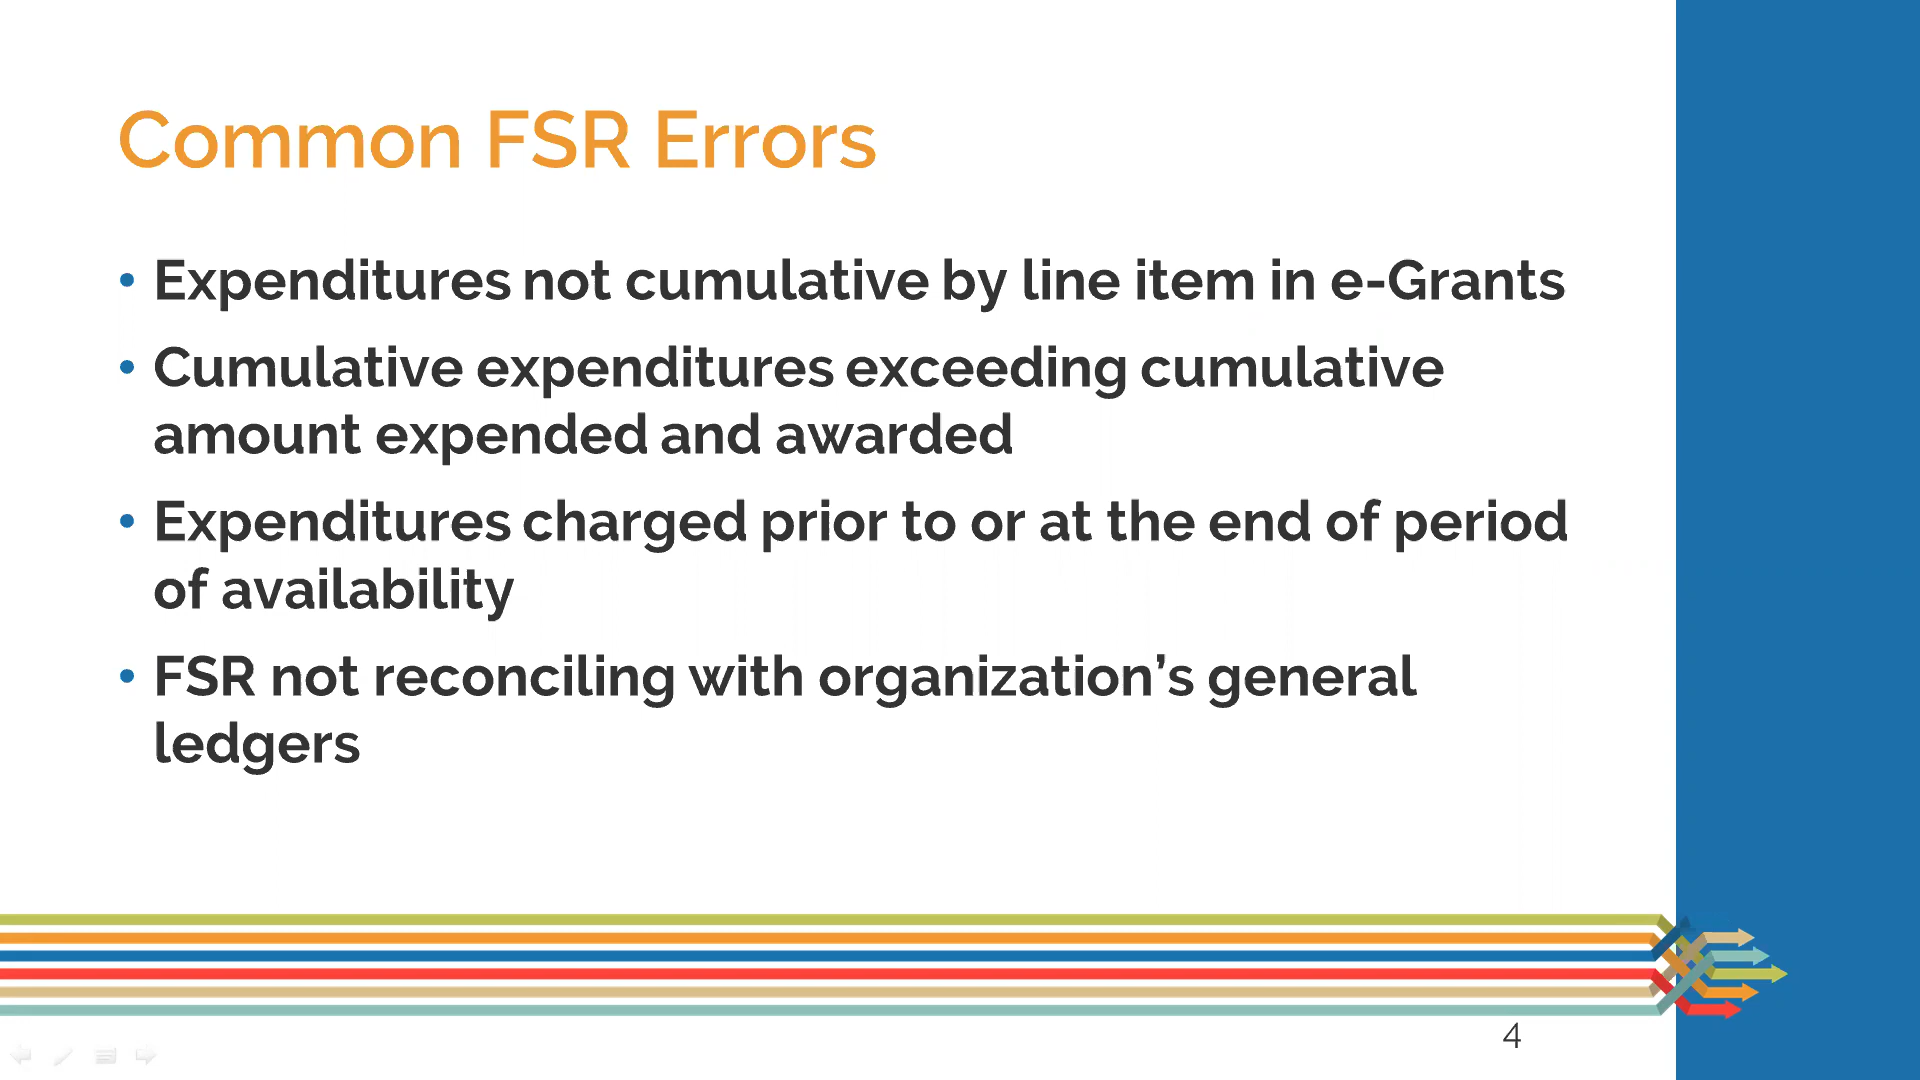 Common FSR Errors
• Expenditures not cumulative by line item in e-Grants
• Cumulative expenditures exceeding cumulative
amount expended and awarded
• Expenditures charged prior to or at the end of period
of availability
• FSR not reconciling with organization’s general
ledgers
4